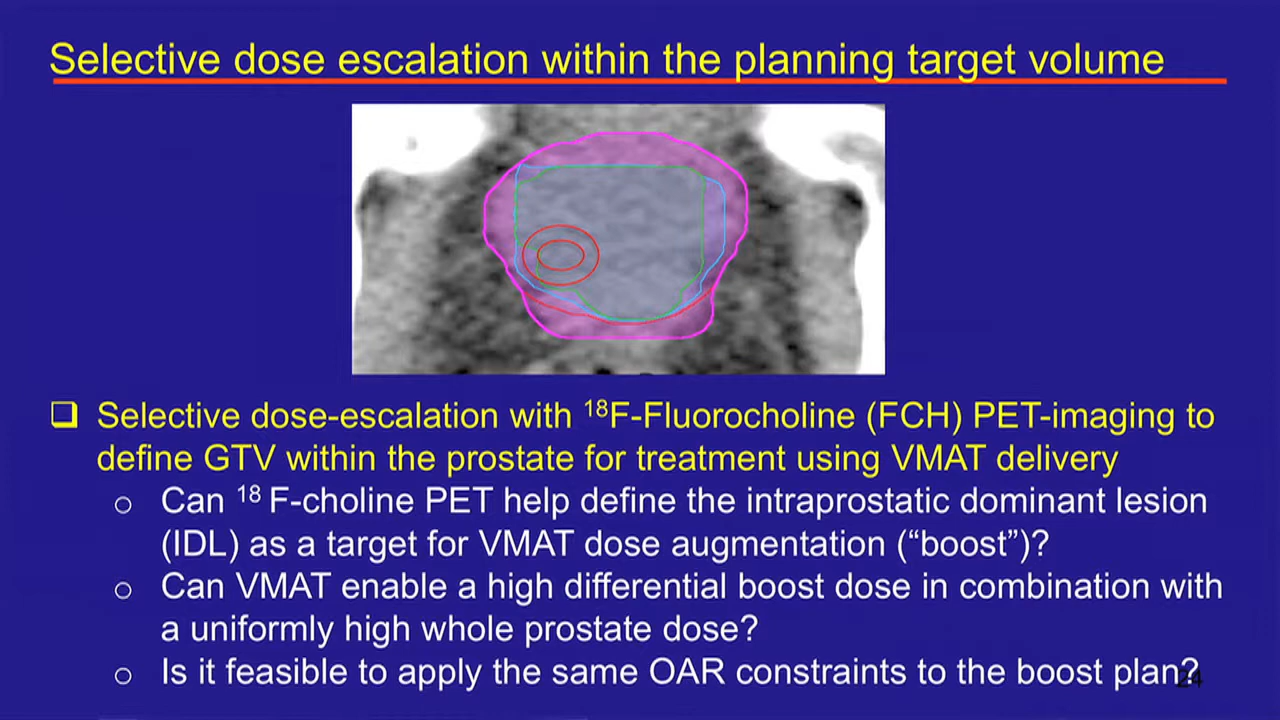 Selective dose escalation within the planning target volume
❑ Selective dose-escalation with ¹⁸F-Fluorocholine (FCH) PET-imaging to
define GTV within the prostate for treatment using VMAT delivery
o Can ¹⁸ F-choline PET help define the intraprostatic dominant lesion
(IDL) as a target for VMAT dose augmentation (“boost”)?
o Can VMAT enable a high differential boost dose in combination with
a uniformly high whole prostate dose?
o Is it feasible to apply the same OAR constraints to the boost plan?
24